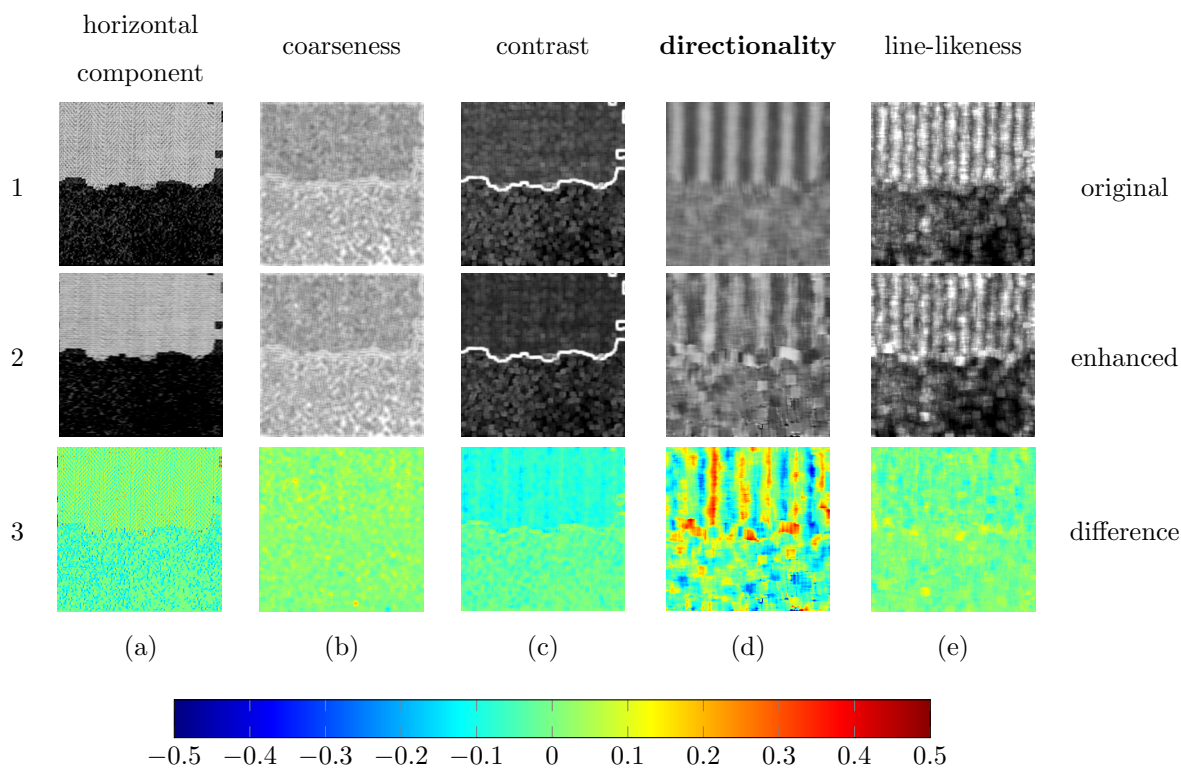 horizontal
component
coarseness
contrast
directionality
line-likeness
1
original
2
enhanced
3
difference
(a)
(b)
(c)
(d)
(e)
−0.5 −0.4 −0.3 −0.2 −0.1 0 0.1 0.2 0.3 0.4 0.5